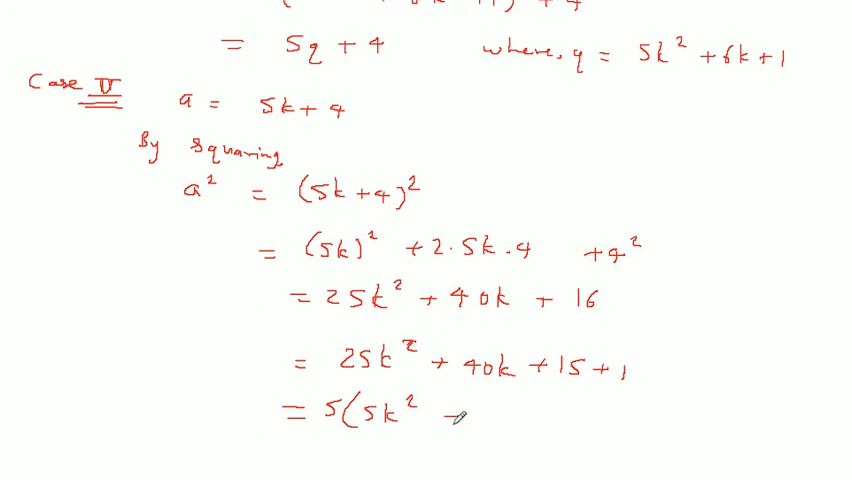 = 5q + 4 where, q = 5k² + 6k + 1
Case V a = 5k + 4
By squaring
a² = (5k + 4)²
= (5k)² + 2 · 5k · 4 + 4²
= 25k² + 40k + 16
= 25k² + 40k + 15 + 1
= 5(5k²